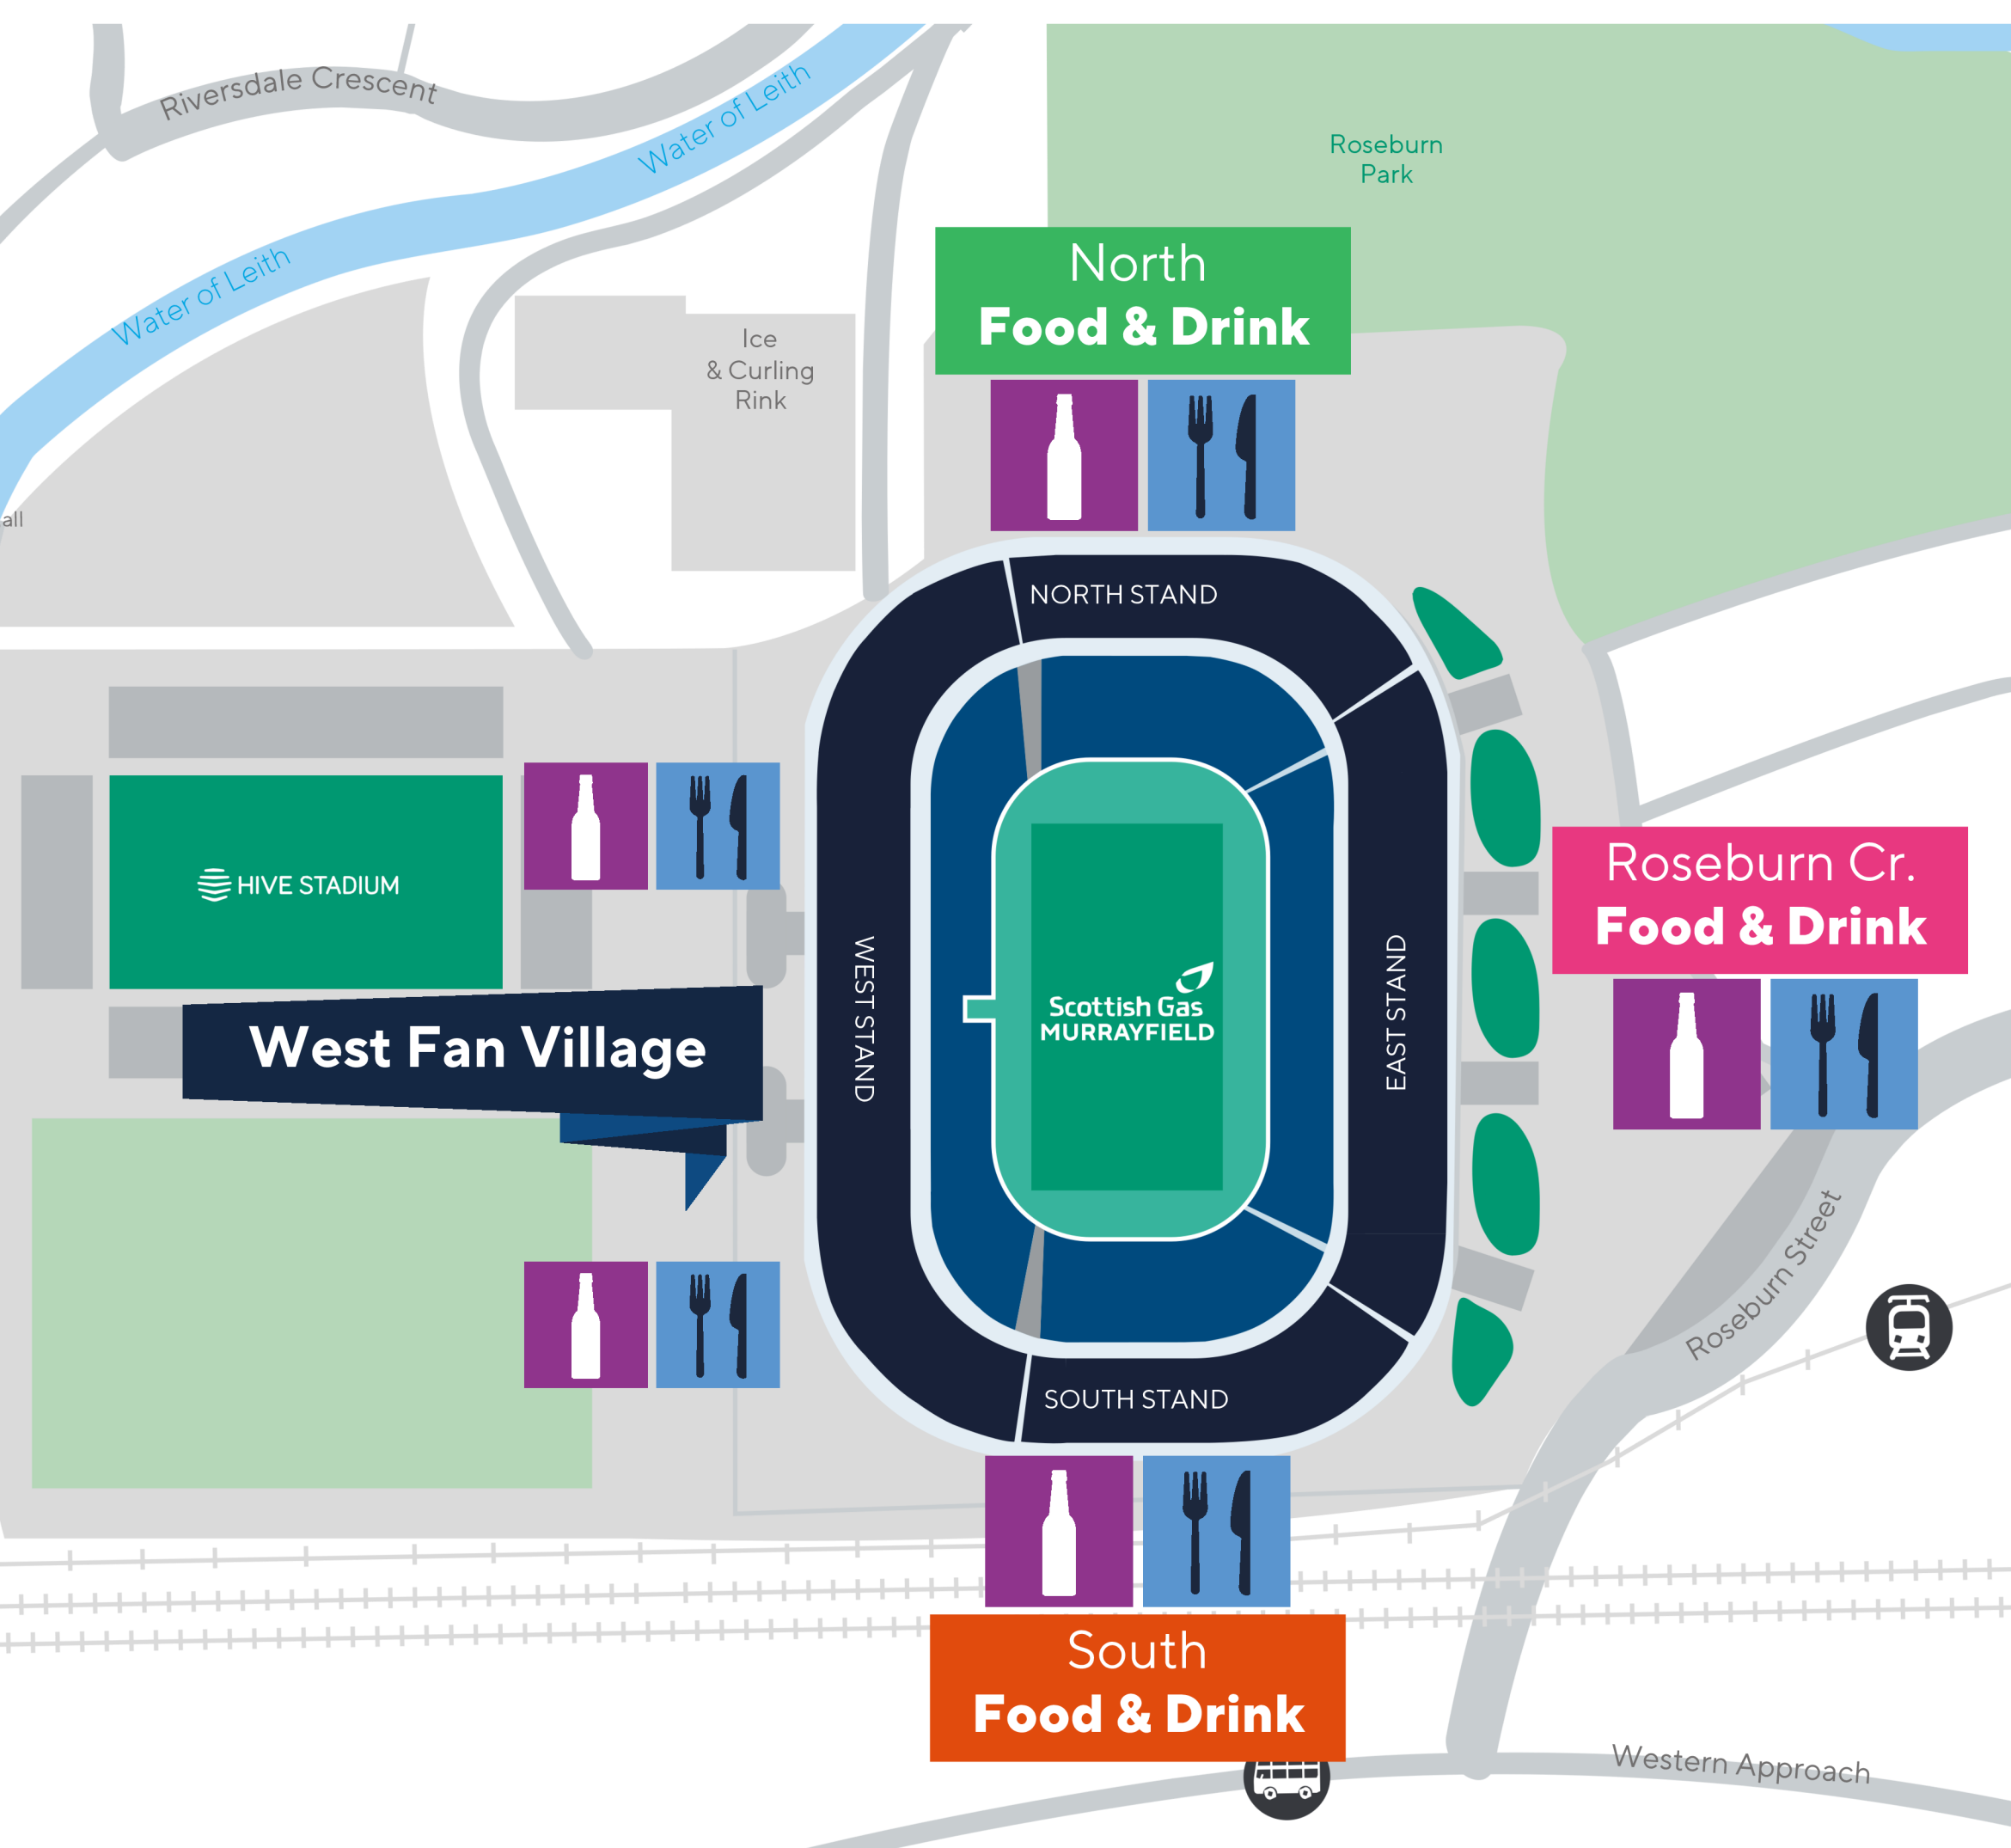 Riversdale Crescent
Water of Leith
Water of Leith
Roseburn
Park
North
Food & Drink
Ice
& Curling
Rink
all
NORTH STAND
HIVE STADIUM
Roseburn Cr.
Food & Drink
WEST STAND
EAST STAND
Scottish Gas
MURRAYFIELD
West Fan Village
Roseburn Street
SOUTH STAND
South
Food & Drink
Western Approach